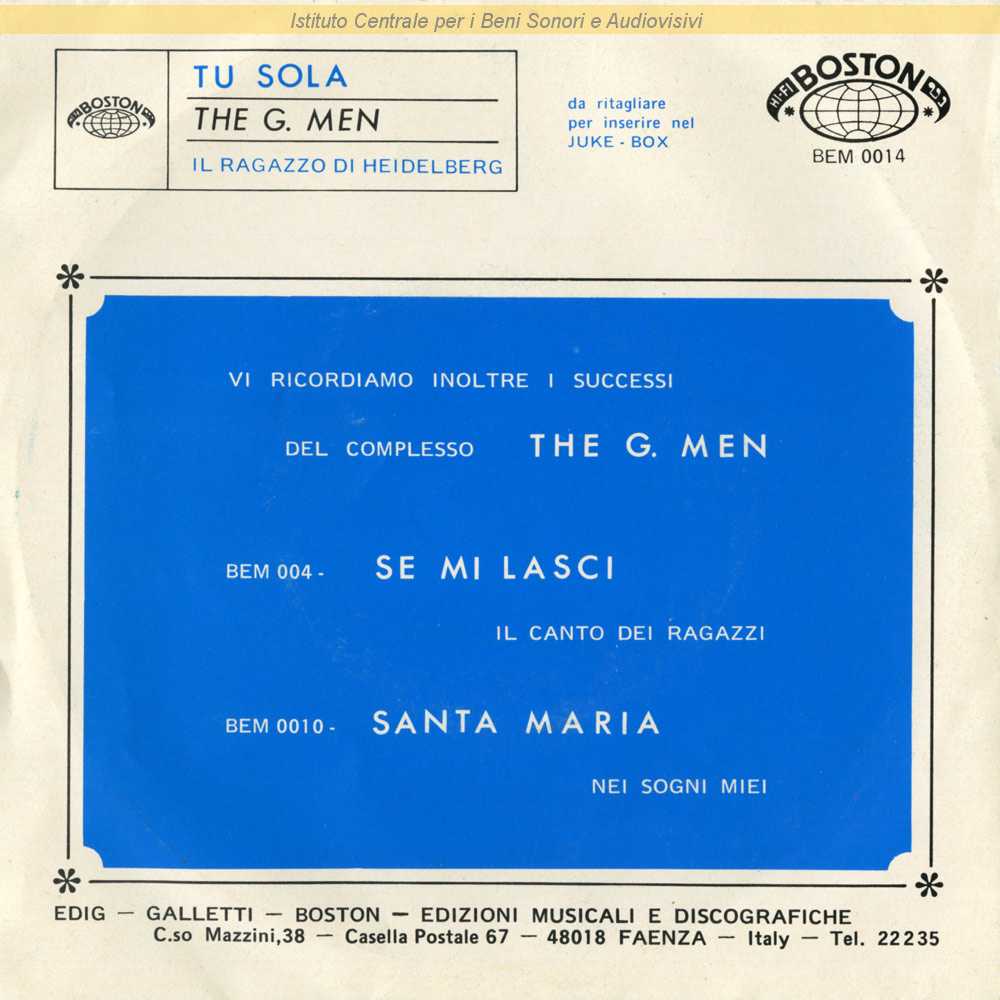 Istituto Centrale per i Beni Sonori e Audiovisivi
BOSTON
TU SOLA
THE G. MEN
IL RAGAZZO DI HEIDELBERG
da ritagliare
per inserire nel
JUKE - BOX
HI-FI BOSTON
BEM 0014
VI RICORDIAMO INOLTRE I SUCCESSI
DEL COMPLESSO THE G. MEN
BEM 004 - SE MI LASCI
IL CANTO DEI RAGAZZI
BEM 0010 - SANTA MARIA
NEI SOGNI MIEI
EDIG — GALLETTI — BOSTON — EDIZIONI MUSICALI E DISCOGRAFICHE
C.so Mazzini,38 — Casella Postale 67 — 48018 FAENZA — Italy — Tel. 22235